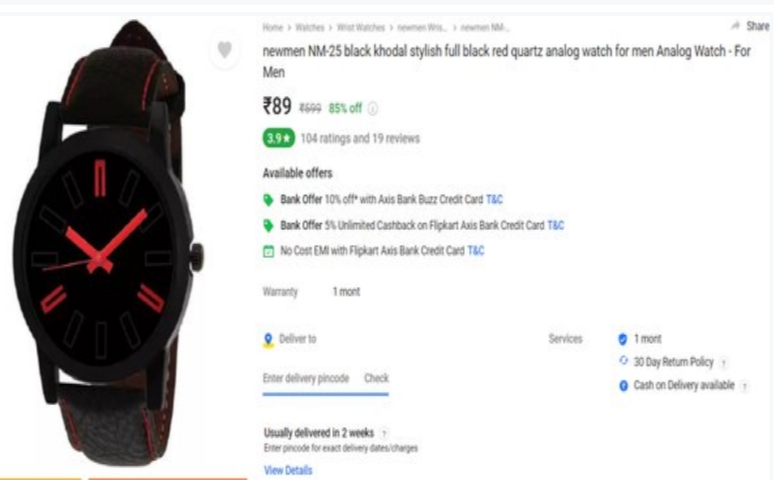 Home > Watches > Wrist Watches > newmen Wris... > newmen NM-...
Share
newmen NM-25 black khodal stylish full black red quartz analog watch for men Analog Watch - For
Men
₹89 ₹599 85% off
3.9★ 104 ratings and 19 reviews
Available offers
Bank Offer 10% off* with Axis Bank Buzz Credit Card T&C
Bank Offer 5% Unlimited Cashback on Flipkart Axis Bank Credit Card T&C
No Cost EMI with Flipkart Axis Bank Credit Card T&C
Warranty 1 mont
Deliver to
Enter delivery pincode Check
Services
1 mont
30 Day Return Policy ?
Cash on Delivery available ?
Usually delivered in 2 weeks ?
Enter pincode for exact delivery dates/charges
View Details